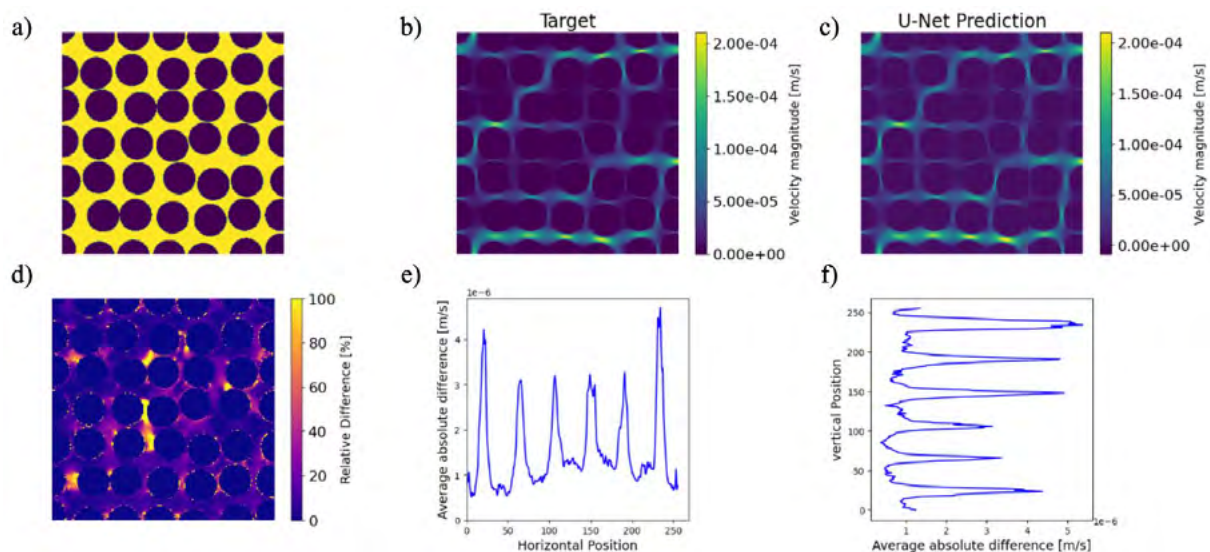 a)
b)
Target
2.00e-04
1.50e-04
1.00e-04
5.00e-05
0.00e+00
Velocity magnitude [m/s]
c)
U-Net Prediction
2.00e-04
1.50e-04
1.00e-04
5.00e-05
0.00e+00
Velocity magnitude [m/s]
d)
100
80
60
40
20
0
Relative Difference [%]
e)
1e-6
4
3
2
1
0
Average absolute difference [m/s]
0 50 100 150 200 250
Horizontal Position
f)
250
200
150
100
50
0
vertical Position
1 2 3 4 5
1e-6
Average absolute difference [m/s]